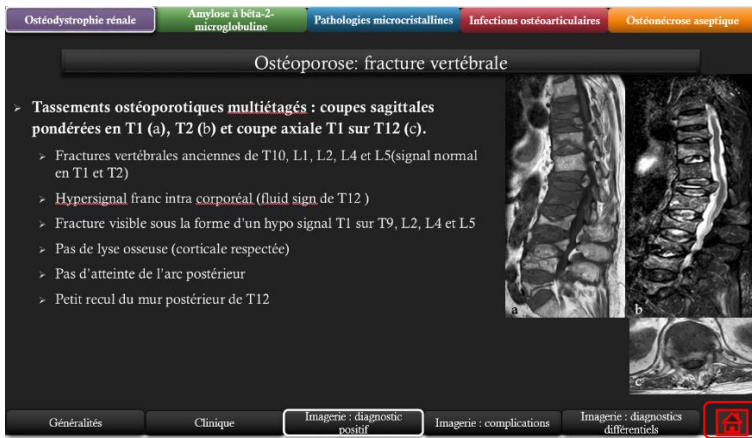 Ostéodystrophie rénale
Amylose à bêta-2-
microglobuline
Pathologies microcristallines
Infections ostéoarticulaires
Ostéonécrose aseptique
Ostéoporose: fracture vertébrale
Tassements ostéoporotiques multiétagés : coupes sagittales
pondérées en T1 (a), T2 (b) et coupe axiale T1 sur T12 (c).
Fractures vertébrales anciennes de T10, L1, L2, L4 et L5(signal normal
en T1 et T2)
Hypersignal franc intra corporéal (fluid sign de T12 )
Fracture visible sous la forme d'un hypo signal T1 sur T9, L2, L4 et L5
Pas de lyse osseuse (corticale respectée)
Pas d'atteinte de l'arc postérieur
Petit recul du mur postérieur de T12
a
b
c
Généralités
Clinique
Imagerie : diagnostic
positif
Imagerie : complications
Imagerie : diagnostics
différentiels